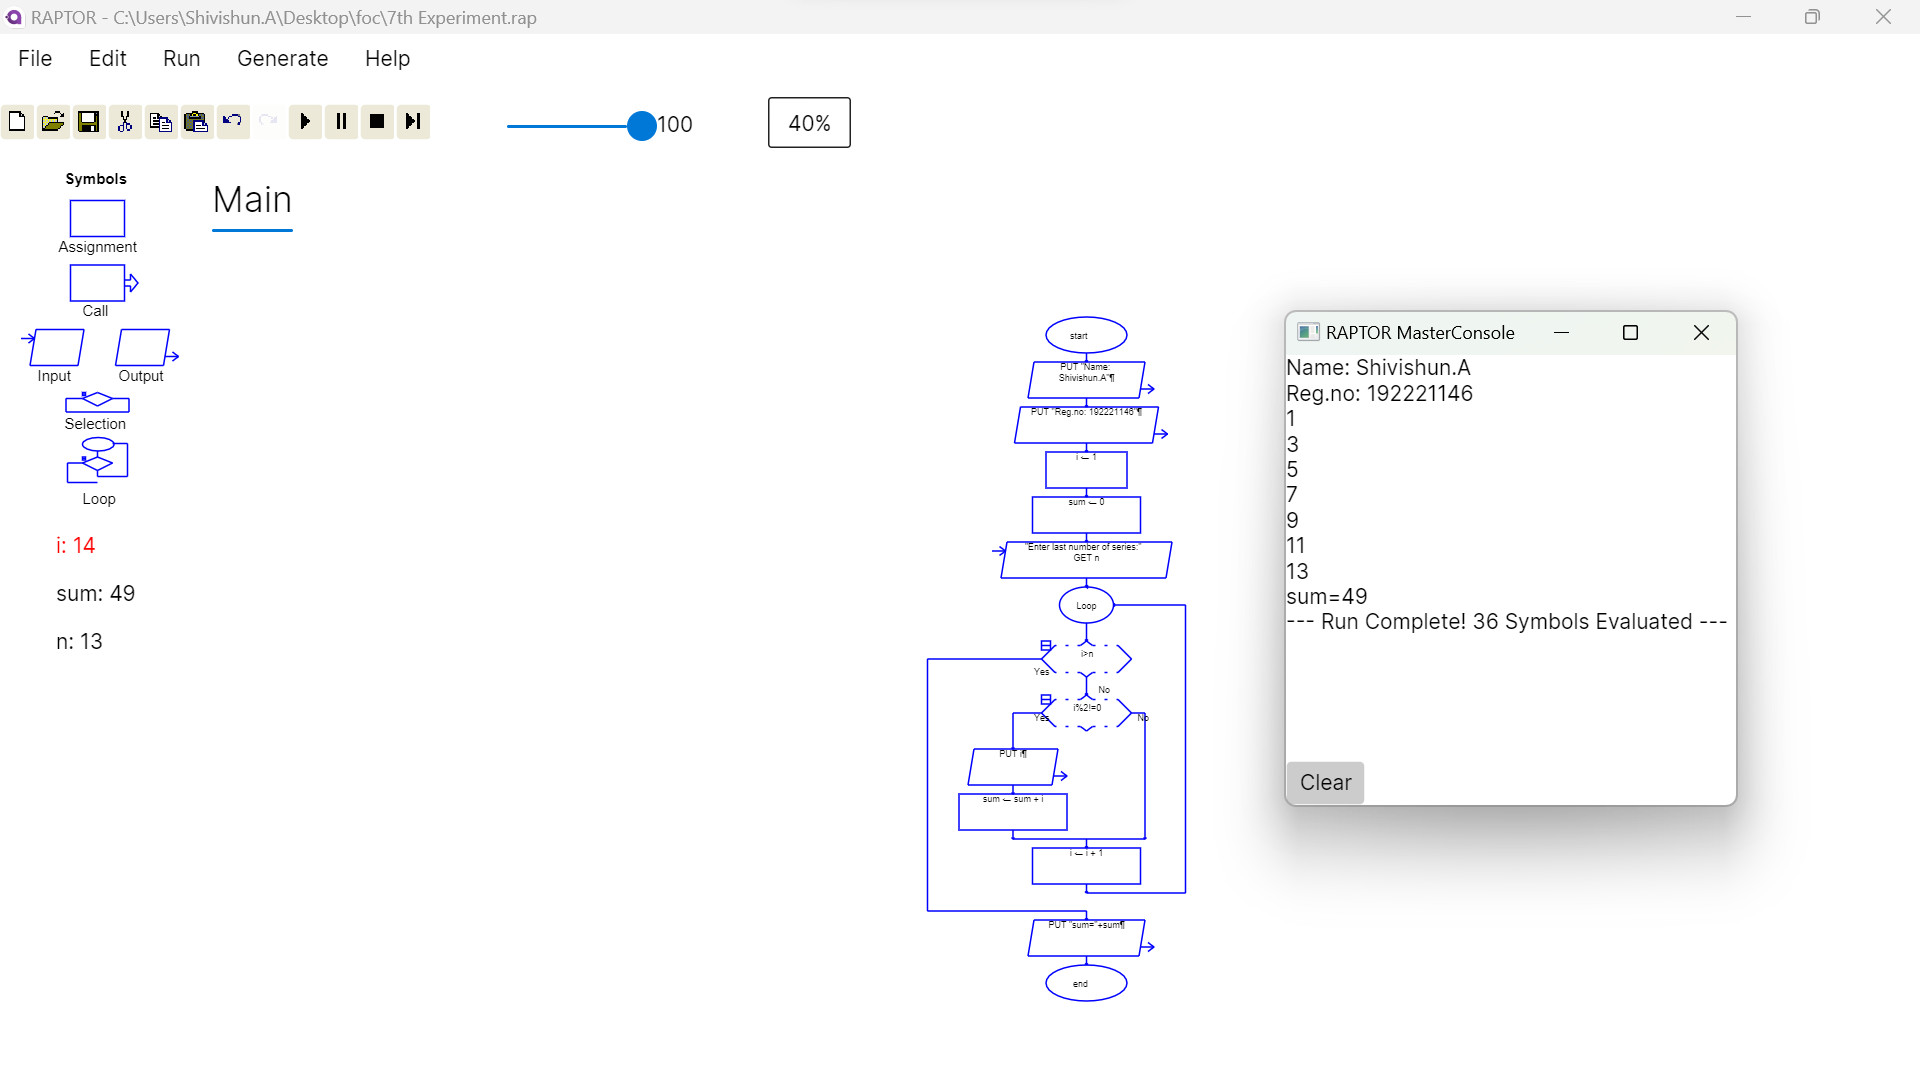 RAPTOR - C:\Users\Shivishun.A\Desktop\foc\7th Experiment.rap
File Edit Run Generate Help
100
40%
Symbols
Assignment
Call
Input Output
Selection
Loop
i: 14
sum: 49
n: 13
Main
start
PUT "Name:
Shivishun.A"¶
PUT "Reg.no: 192221146"¶
i ← 1
sum ← 0
"Enter last number of series:"
GET n
Loop
i>n
Yes
No
i%2!=0
Yes
No
PUT i¶
sum ← sum + i
i ← i + 1
PUT "sum="+sum¶
end
RAPTOR MasterConsole
Name: Shivishun.A
Reg.no: 192221146
1
3
5
7
9
11
13
sum=49
--- Run Complete! 36 Symbols Evaluated ---
Clear